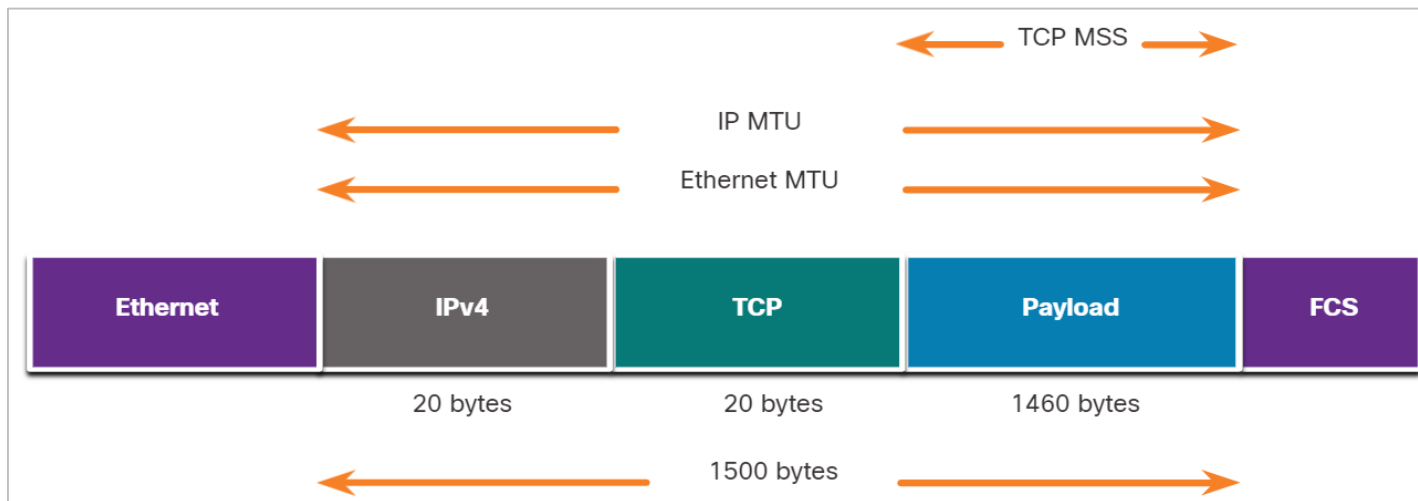 TCP MSS
IP MTU
Ethernet MTU
Ethernet IPv4 TCP Payload FCS
20 bytes 20 bytes 1460 bytes
1500 bytes